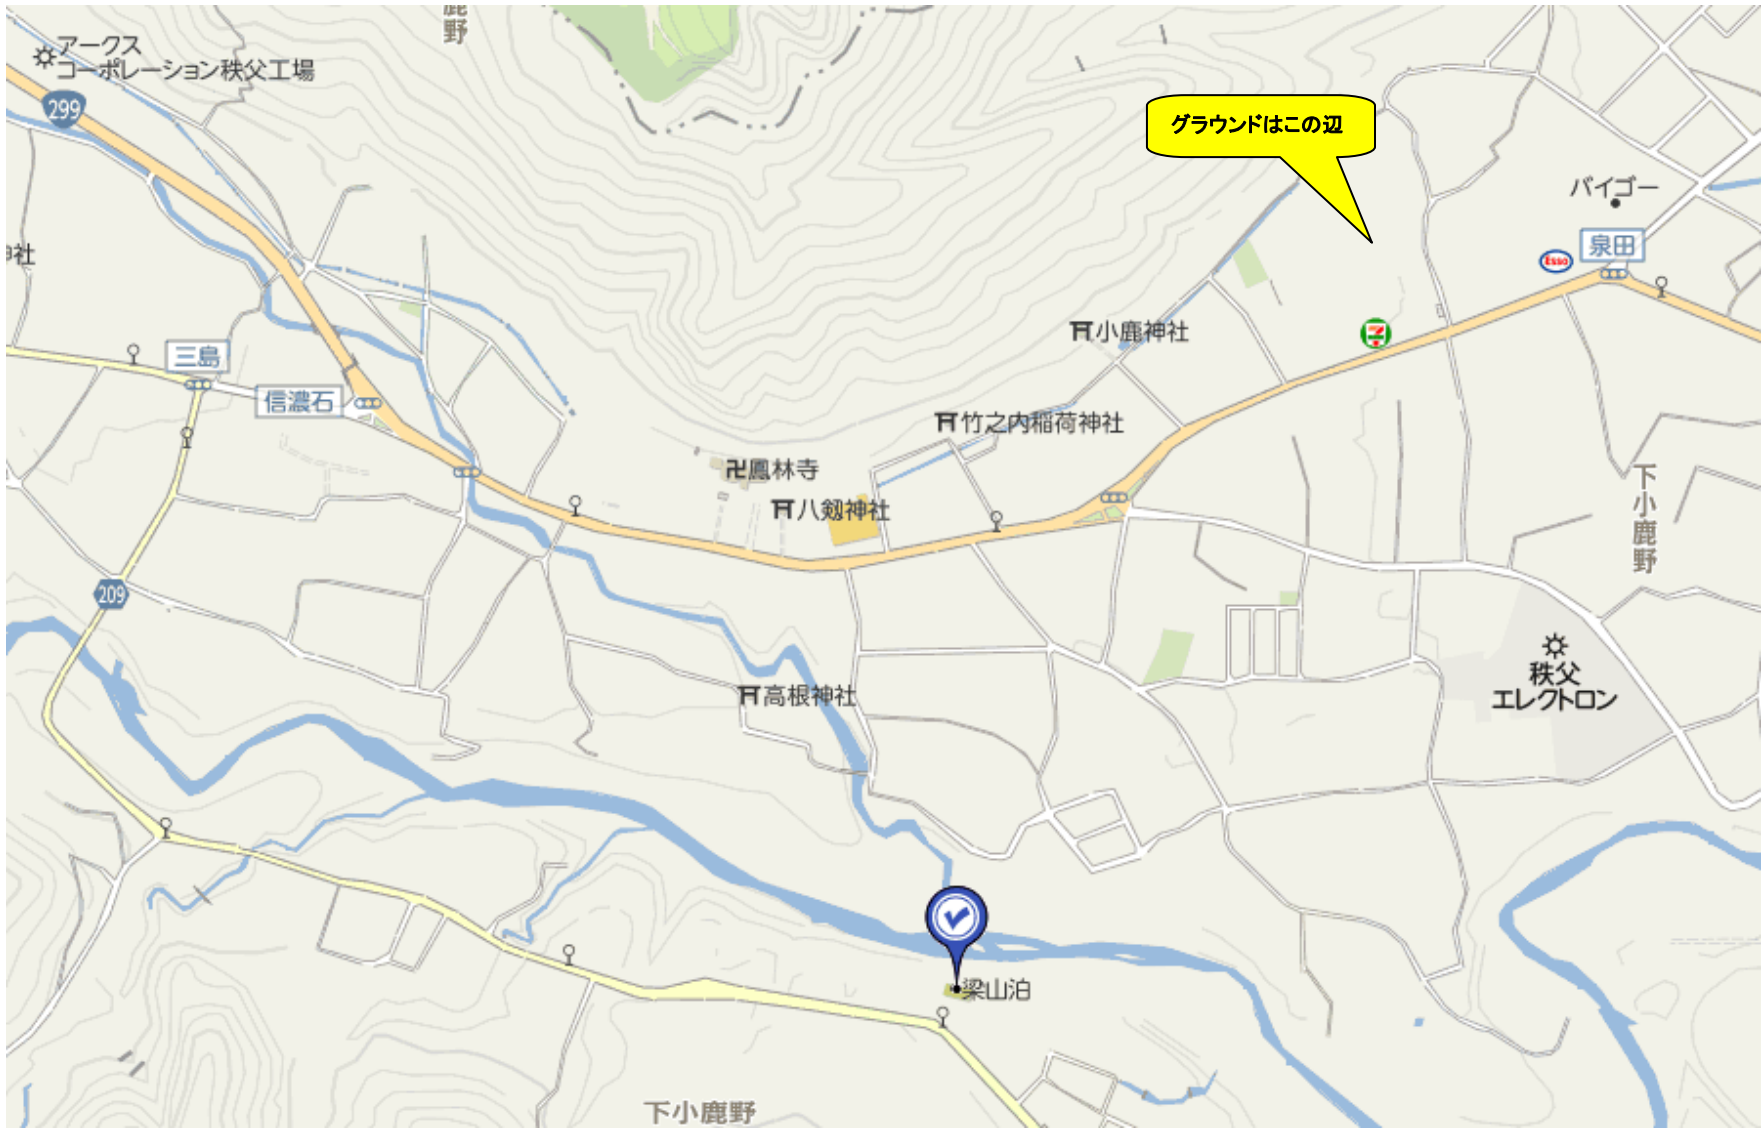 鹿野
アークス
コーポレーション秩父工場
299
グラウンドはこの辺
バイゴー
神社
泉田
Esso
小鹿神社
三島
信濃石
竹之内稲荷神社
鳳林寺
八剱神社
下小鹿野
209
秩父
エレクトロン
高根神社
梁山泊
下小鹿野